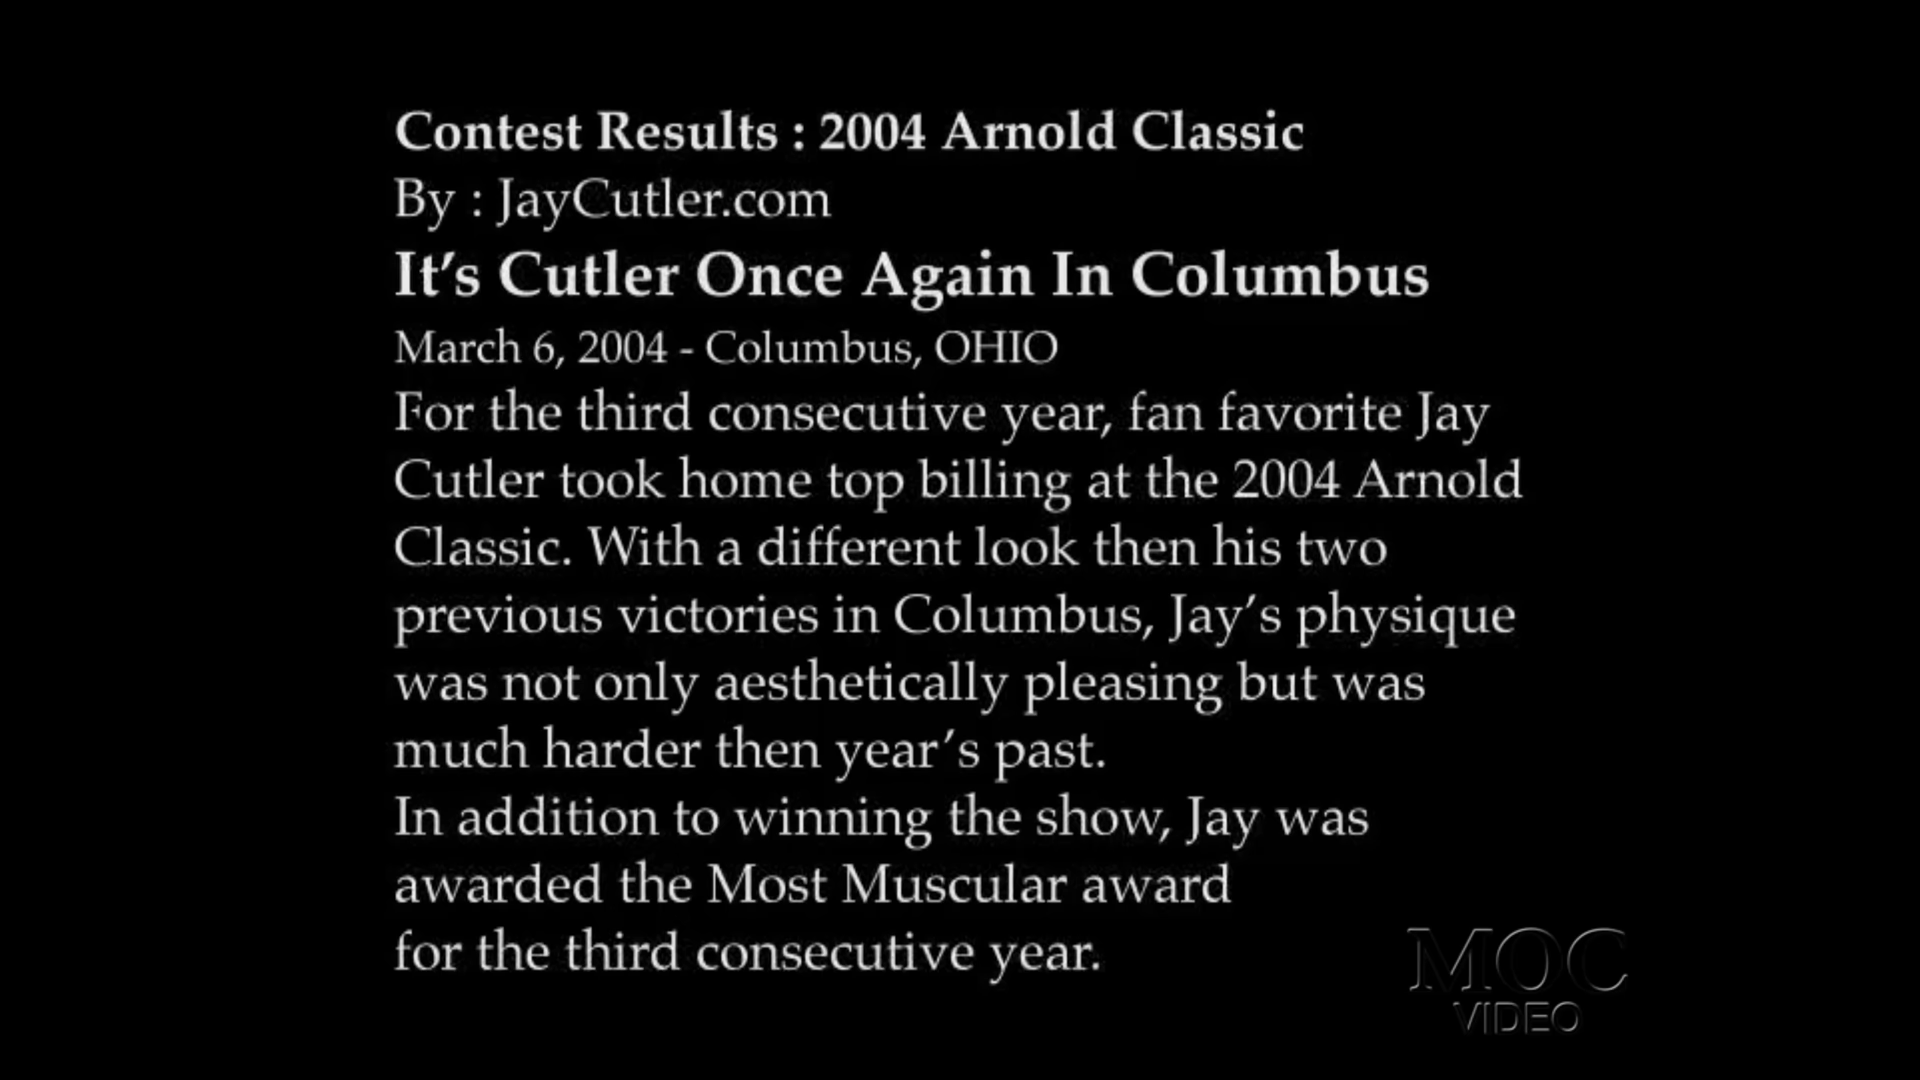 Contest Results : 2004 Arnold Classic
By : JayCutler.com
It's Cutler Once Again In Columbus
March 6, 2004 - Columbus, OHIO
For the third consecutive year, fan favorite Jay
Cutler took home top billing at the 2004 Arnold
Classic. With a different look then his two
previous victories in Columbus, Jay's physique
was not only aesthetically pleasing but was
much harder then year's past.
In addition to winning the show, Jay was
awarded the Most Muscular award
for the third consecutive year.
MOC
VIDEO